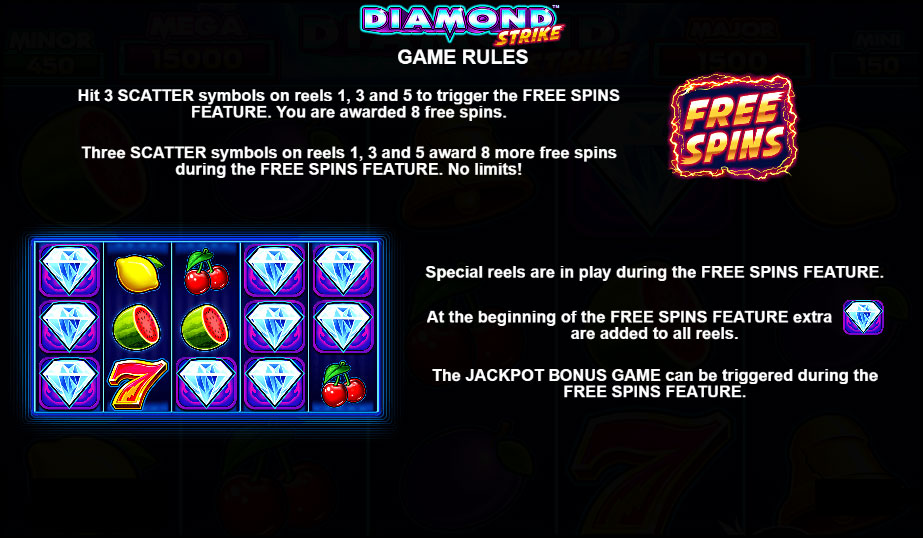 DIAMOND
STRIKE™
GAME RULES
MINOR
450
15000
MAJOR
1500
MINI
150
Hit 3 SCATTER symbols on reels 1, 3 and 5 to trigger the FREE SPINS
FEATURE. You are awarded 8 free spins.
FREE
SPINS
Three SCATTER symbols on reels 1, 3 and 5 award 8 more free spins
during the FREE SPINS FEATURE. No limits!
Special reels are in play during the FREE SPINS FEATURE.
At the beginning of the FREE SPINS FEATURE extra
are added to all reels.
The JACKPOT BONUS GAME can be triggered during the
FREE SPINS FEATURE.
7